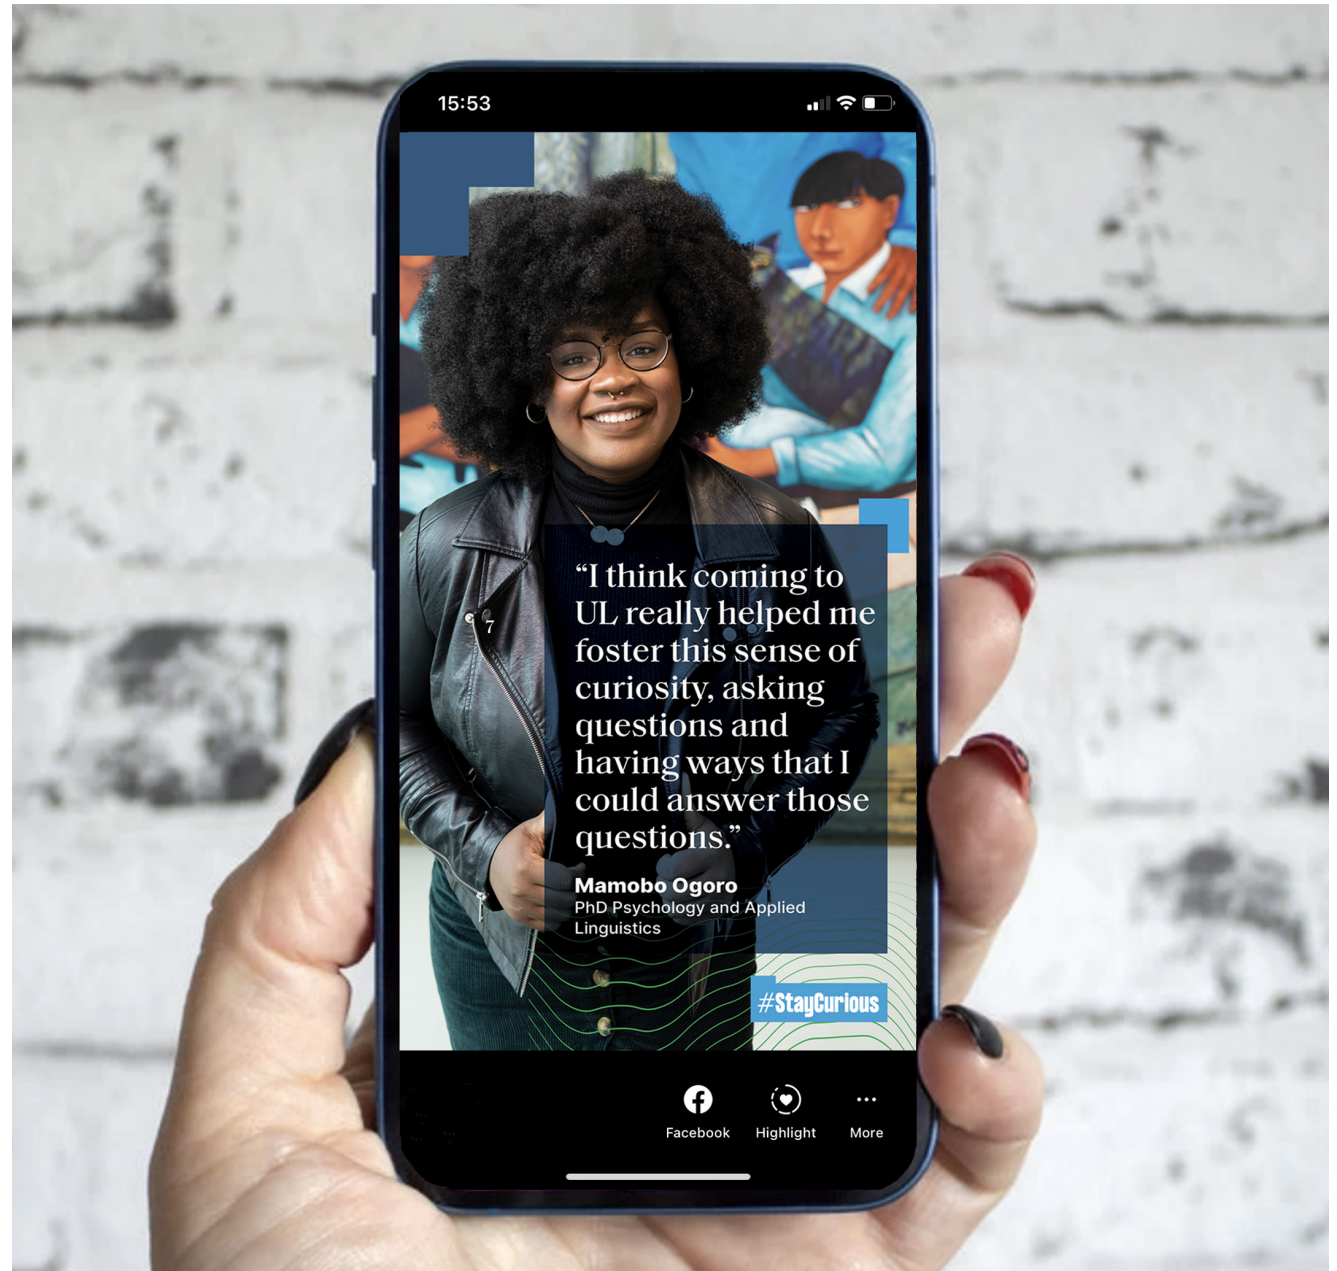 15:53
“I think coming to
UL really helped me
foster this sense of
curiosity, asking
questions and
having ways that I
could answer those
questions.”
Mamobo Ogoro
PhD Psychology and Applied
Linguistics
#StayCurious
Facebook
Highlight
More